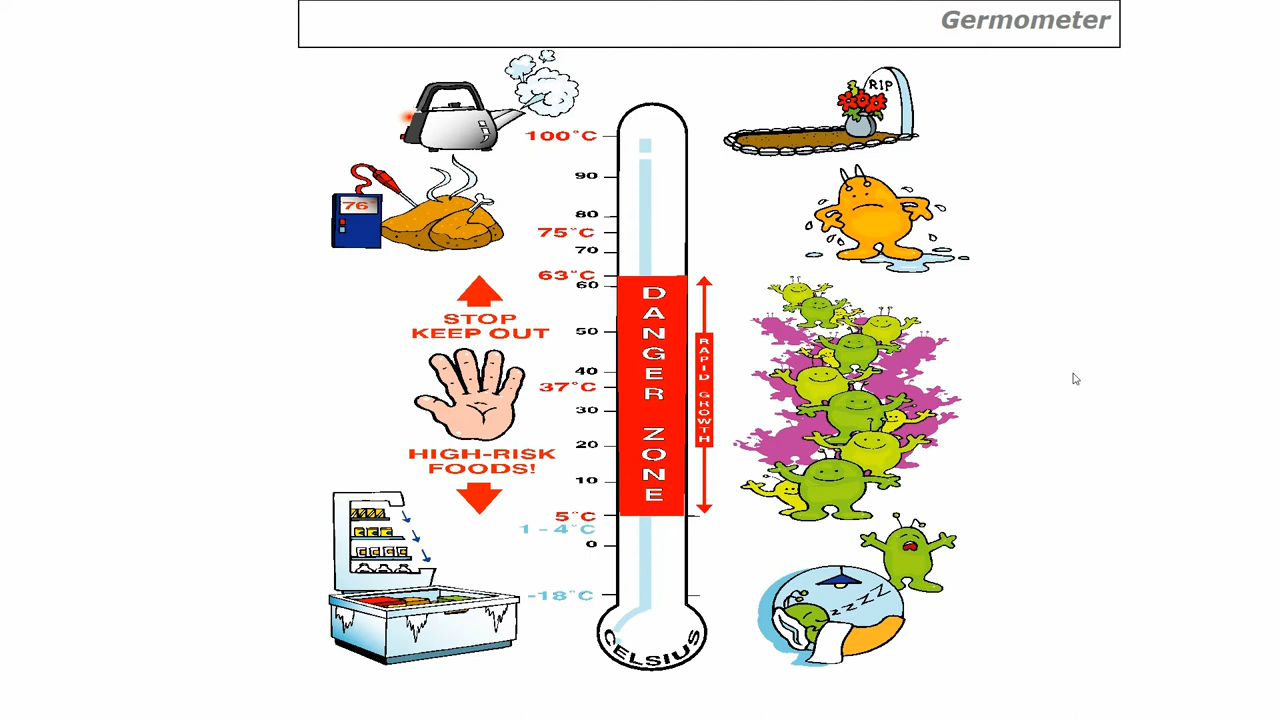 Germometer
RIP
100°C
90
76°
80
75°C
70
63°C
60
STOP
KEEP OUT
50
40
37°C
30
20
HIGH-RISK
FOODS!
10
5°C
1 - 4°C
0
-18°C
DANGER ZONE
RAPID GROWTH
ZZZZ
CELSIUS